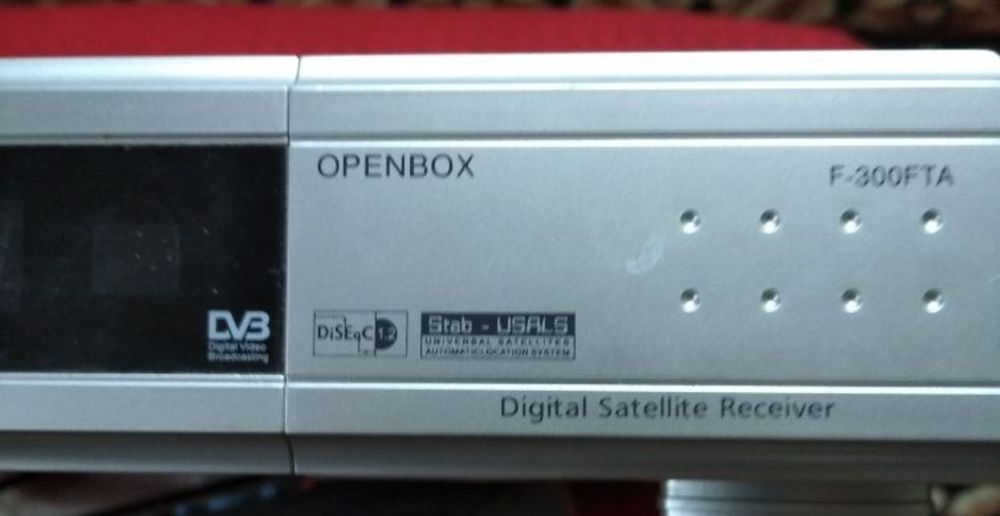 OPENBOX
F-300FTA
DVB
Digital Video
Broadcasting
DiSEqC 1.2
Stab - USALS
UNIVERSAL SATELLITES
AUTOMATIC LOCATION SYSTEM
Digital Satellite Receiver